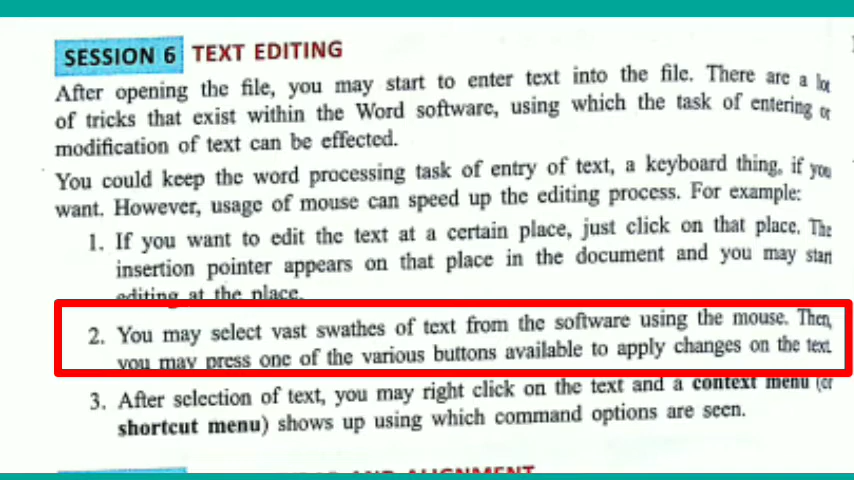 SESSION 6 TEXT EDITING
After opening the file, you may start to enter text into the file. There are a lot
of tricks that exist within the Word software, using which the task of entering or
modification of text can be effected.
You could keep the word processing task of entry of text, a keyboard thing, if you
want. However, usage of mouse can speed up the editing process. For example:
1. If you want to edit the text at a certain place, just click on that place. The
insertion pointer appears on that place in the document and you may start
editing at the place.
2. You may select vast swathes of text from the software using the mouse. Then,
you may press one of the various buttons available to apply changes on the text.
3. After selection of text, you may right click on the text and a context menu (or
shortcut menu) shows up using which command options are seen.
AND ALIGNMENT